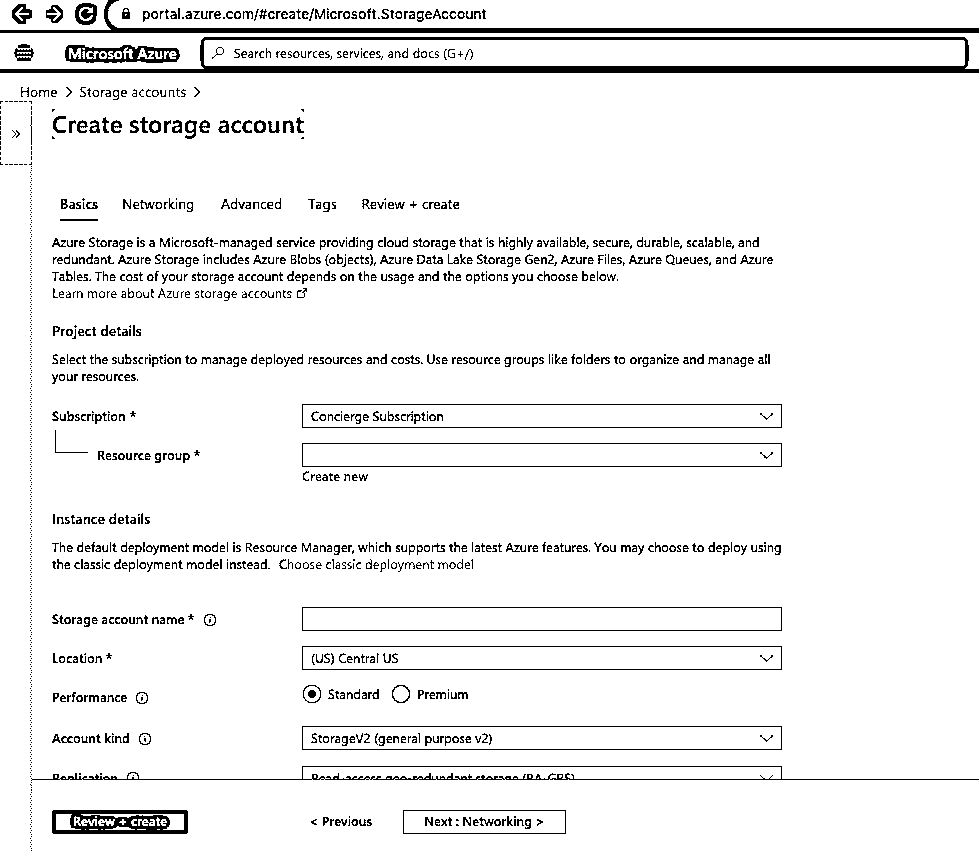 portal.azure.com/#create/Microsoft.StorageAccount
Microsoft Azure
Search resources, services, and docs (G+/)
Home > Storage accounts >
»
Create storage account
Basics Networking Advanced Tags Review + create
Azure Storage is a Microsoft-managed service providing cloud storage that is highly available, secure, durable, scalable, and
redundant. Azure Storage includes Azure Blobs (objects), Azure Data Lake Storage Gen2, Azure Files, Azure Queues, and Azure
Tables. The cost of your storage account depends on the usage and the options you choose below.
Learn more about Azure storage accounts
Project details
Select the subscription to manage deployed resources and costs. Use resource groups like folders to organize and manage all
your resources.
Subscription * Concierge Subscription
Resource group *
Create new
Instance details
The default deployment model is Resource Manager, which supports the latest Azure features. You may choose to deploy using
the classic deployment model instead. Choose classic deployment model
Storage account name *
Location * (US) Central US
Performance Standard Premium
Account kind StorageV2 (general purpose v2)
Replication Read-access geo-redundant storage (RA-GRS)
Review + create < Previous Next : Networking >